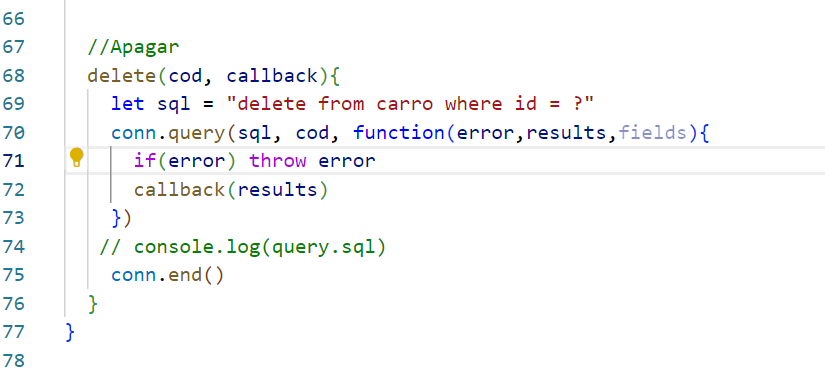 66
67 //Apagar
68 delete(cod, callback){
69 let sql = "delete from carro where id = ?"
70 conn.query(sql, cod, function(error,results,fields){
71 if(error) throw error
72 callback(results)
73 })
74 // console.log(query.sql)
75 conn.end()
76 }
77 }
78